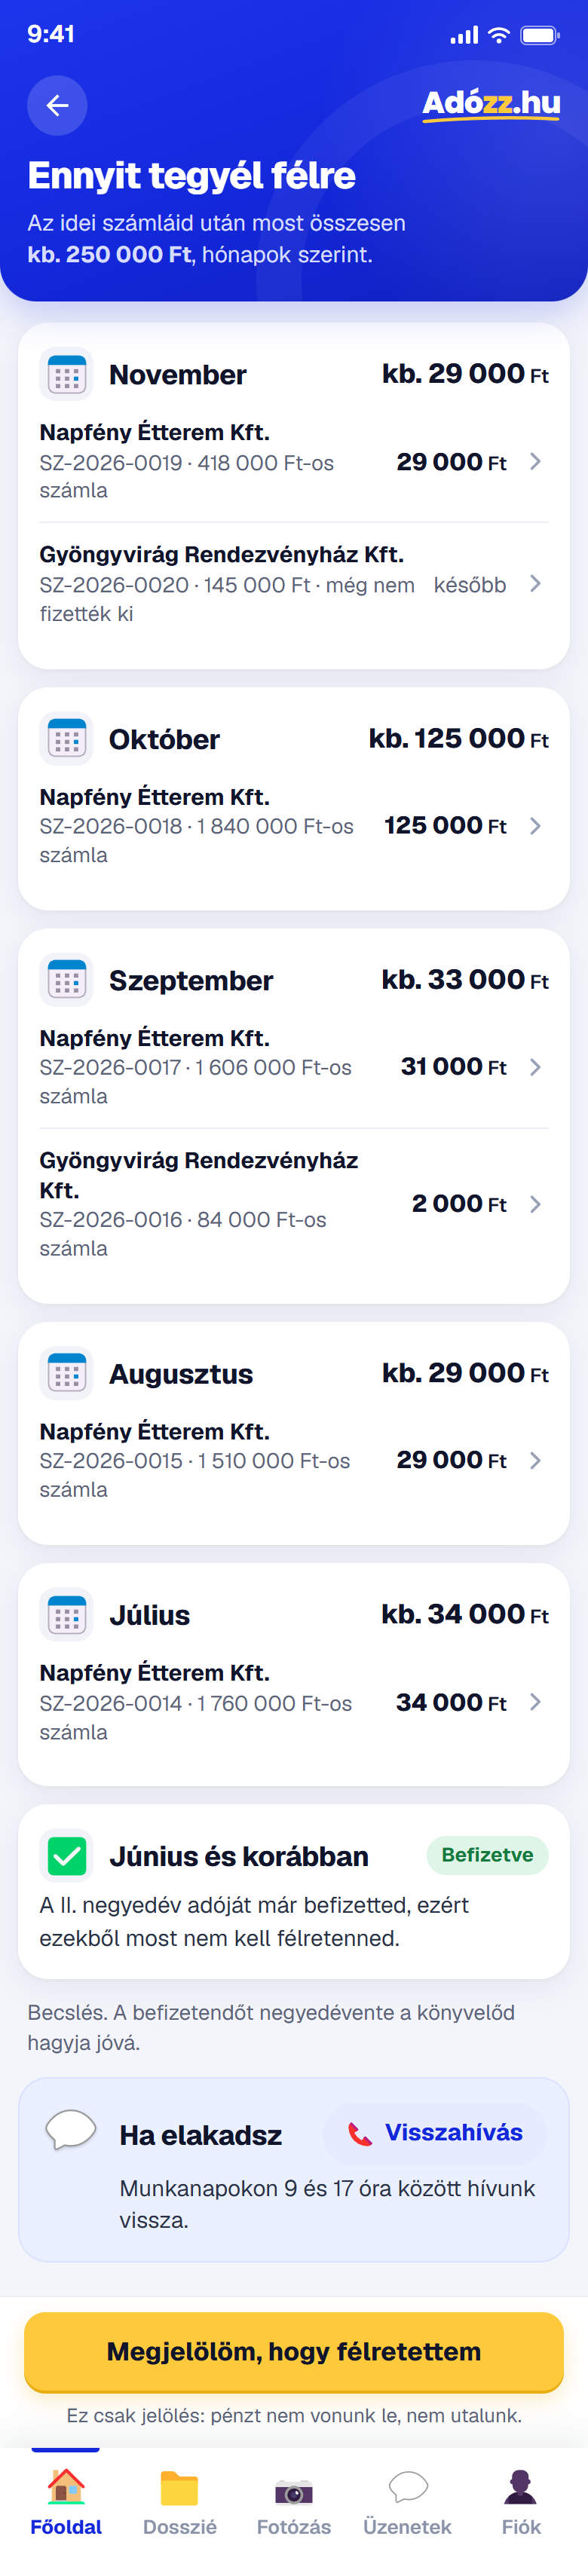 9:41
Adózz.hu
Ennyit tegyél félre
Az idei számláid után most összesen
kb. 250 000 Ft, hónapok szerint.
November
kb. 29 000 Ft
Napfény Étterem Kft.
SZ-2026-0019 · 418 000 Ft-os
számla
29 000 Ft
Gyöngyvirág Rendezvényház Kft.
SZ-2026-0020 · 145 000 Ft · még nem
fizették ki
később
Október
kb. 125 000 Ft
Napfény Étterem Kft.
SZ-2026-0018 · 1 840 000 Ft-os
számla
125 000 Ft
Szeptember
kb. 33 000 Ft
Napfény Étterem Kft.
SZ-2026-0017 · 1 606 000 Ft-os
számla
31 000 Ft
Gyöngyvirág Rendezvényház
Kft.
SZ-2026-0016 · 84 000 Ft-os
számla
2 000 Ft
Augusztus
kb. 29 000 Ft
Napfény Étterem Kft.
SZ-2026-0015 · 1 510 000 Ft-os
számla
29 000 Ft
Július
kb. 34 000 Ft
Napfény Étterem Kft.
SZ-2026-0014 · 1 760 000 Ft-os
számla
34 000 Ft
Június és korábban
Befizetve
A II. negyedév adóját már befizetted, ezért
ezekből most nem kell félretenned.
Becslés. A befizetendőt negyedévente a könyvelőd
hagyja jóvá.
Ha elakadsz
Visszahívás
Munkanapokon 9 és 17 óra között hívunk
vissza.
Megjelölöm, hogy félretettem
Ez csak jelölés: pénzt nem vonunk le, nem utalunk.
Főoldal
Dosszié
Fotózás
Üzenetek
Fiók